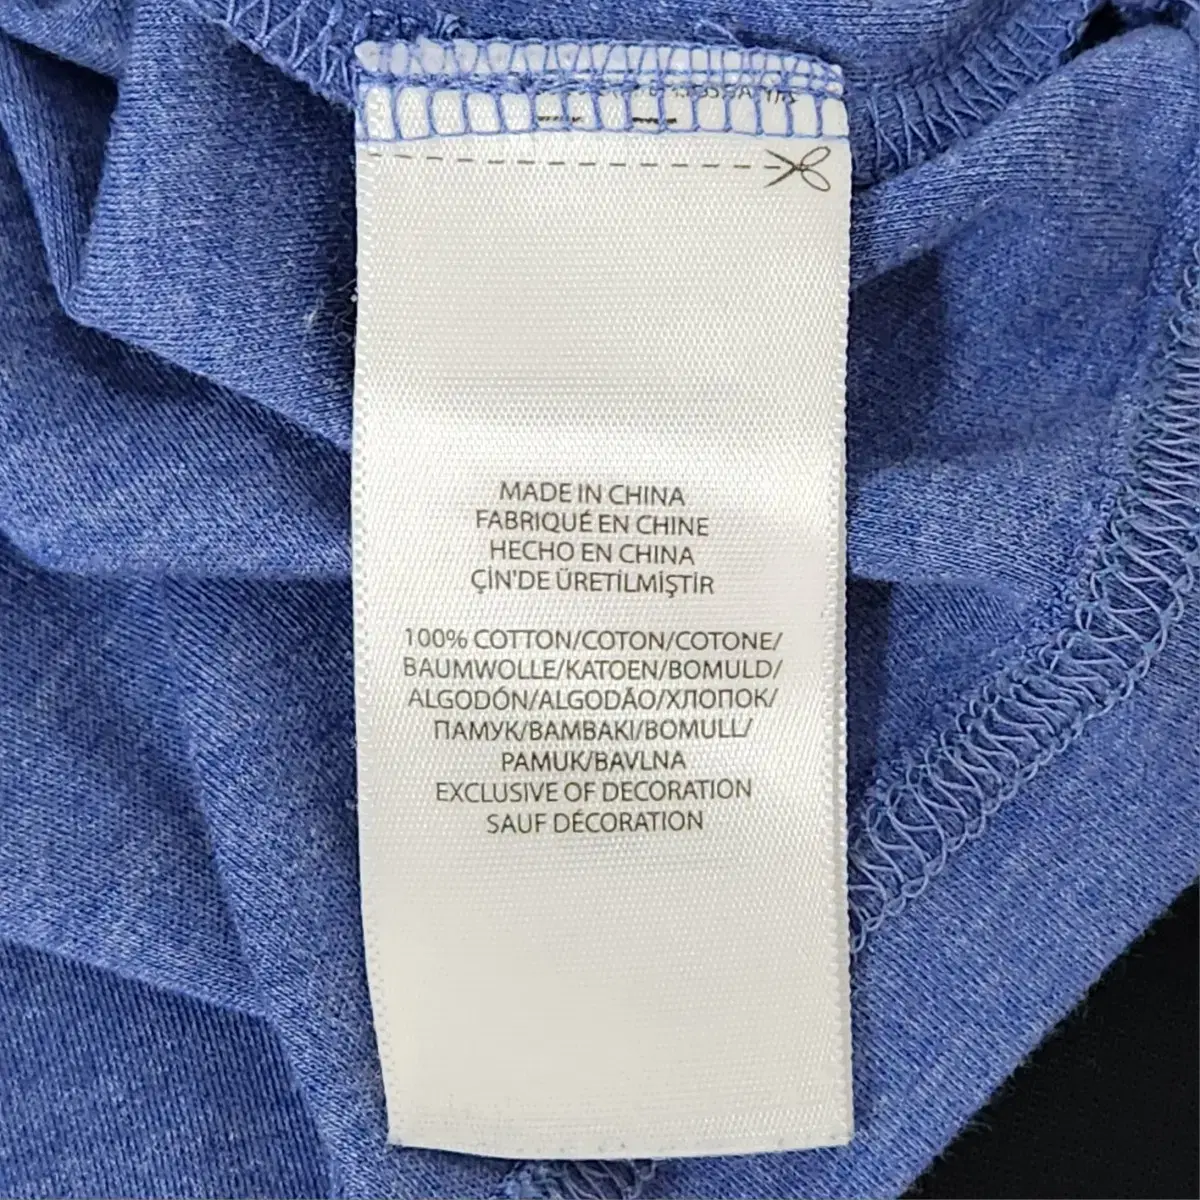 MADE IN CHINA
FABRIQUÉ EN CHINE
HECHO EN CHINA
ÇİN'DE ÜRETİLMİŞTİR
100% COTTON/COTON/COTONE/
BAUMWOLLE/KATOEN/BOMULD/
ALGODÓN/ALGODÃO/ХЛОПОК/
ПАМУК/ΒΑΜΒΑΚΙ/BOMULL/
PAMUK/BAVLNA
EXCLUSIVE OF DECORATION
SAUF DÉCORATION